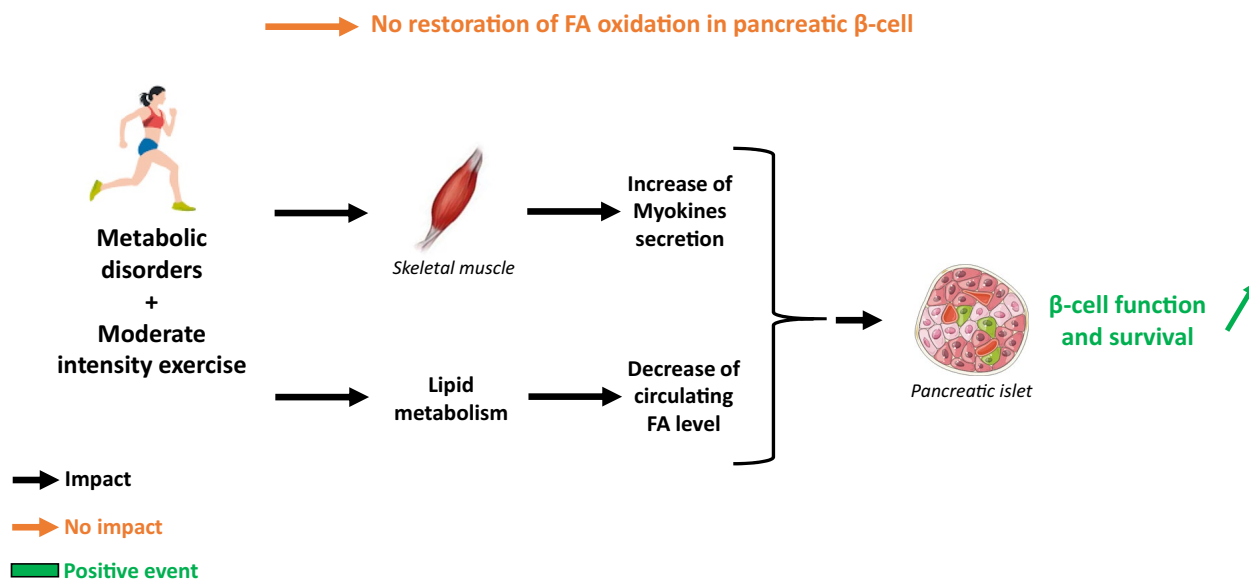 No restoration of FA oxidation in pancreatic β-cell
Metabolic
disorders
+
Moderate
intensity exercise
Skeletal muscle
Increase of
Myokines
secretion
Lipid
metabolism
Decrease of
circulating
FA level
Pancreatic islet
β-cell function
and survival
Impact
No impact
Positive event